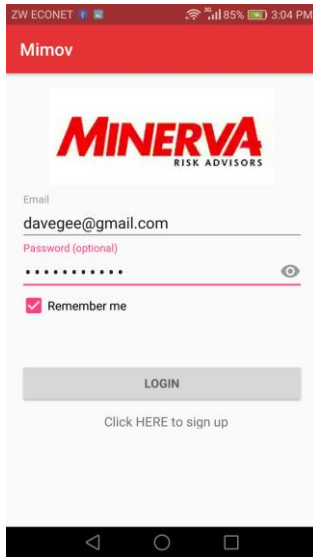 ZW ECONET 3G 85% 3:04 PM
Mimov
MINERVA
RISK ADVISORS
Email
davegee@gmail.com
Password (optional)
•••••••••••
Remember me
LOGIN
Click HERE to sign up